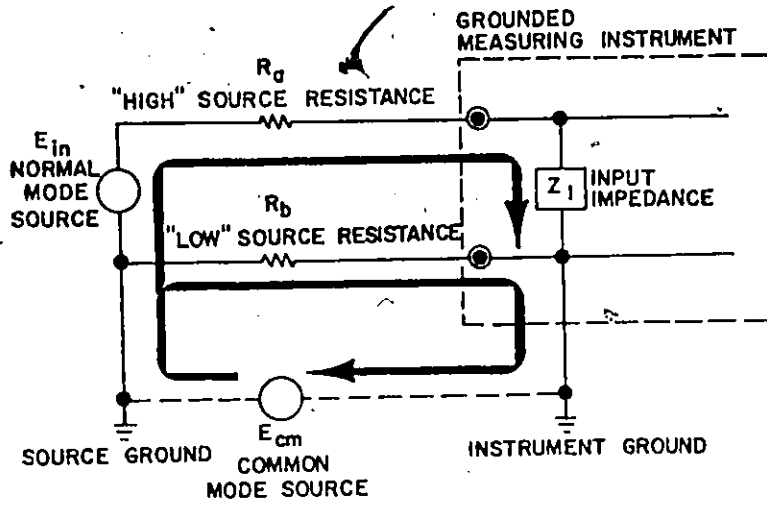 GROUNDED
MEASURING INSTRUMENT
Ra
"HIGH" SOURCE RESISTANCE
Ein
NORMAL
MODE
SOURCE
Z1
INPUT
IMPEDANCE
Rb
"LOW" SOURCE RESISTANCE
Ecm
SOURCE GROUND
COMMON
MODE SOURCE
INSTRUMENT GROUND